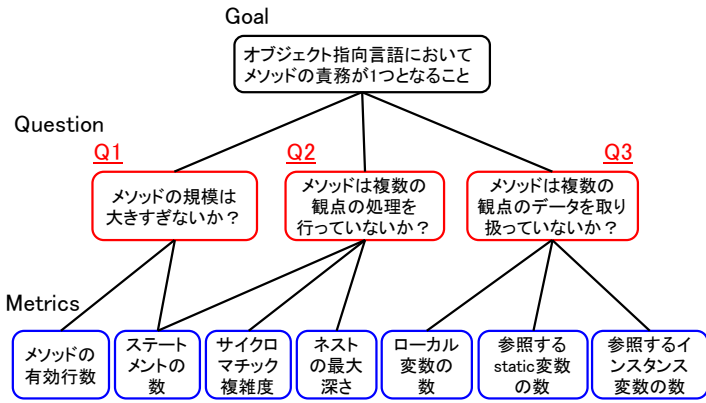 Goal
オブジェクト指向言語において
メソッドの責務が1つとなること
Question
Q1
Q2
Q3
メソッドの規模は
大きすぎないか？
メソッドは複数の
観点の処理を
行っていないか？
メソッドは複数の
観点のデータを取り
扱っていないか？
Metrics
メソッドの
有効行数
ステート
メントの
数
サイクロ
マチック
複雑度
ネスト
の最大
深さ
ローカル
変数の
数
参照する
static変数
の数
参照するイ
ンスタンス
変数の数